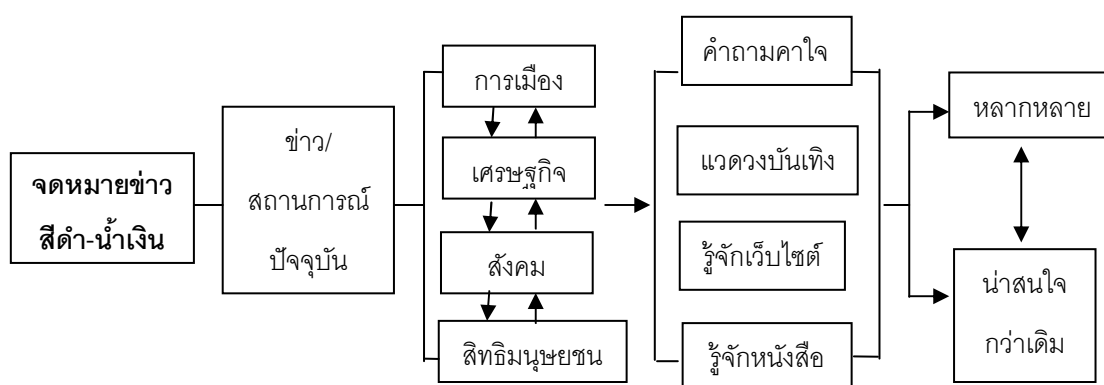 จดหมายข่าว
สีดำ-น้ำเงิน
ข่าว/
สถานการณ์
ปัจจุบัน
การเมือง
เศรษฐกิจ
สังคม
สิทธิมนุษยชน
คำถามคาใจ
แวดวงบันเทิง
รู้จักเว็บไซต์
รู้จักหนังสือ
หลากหลาย
น่าสนใจ
กว่าเดิม